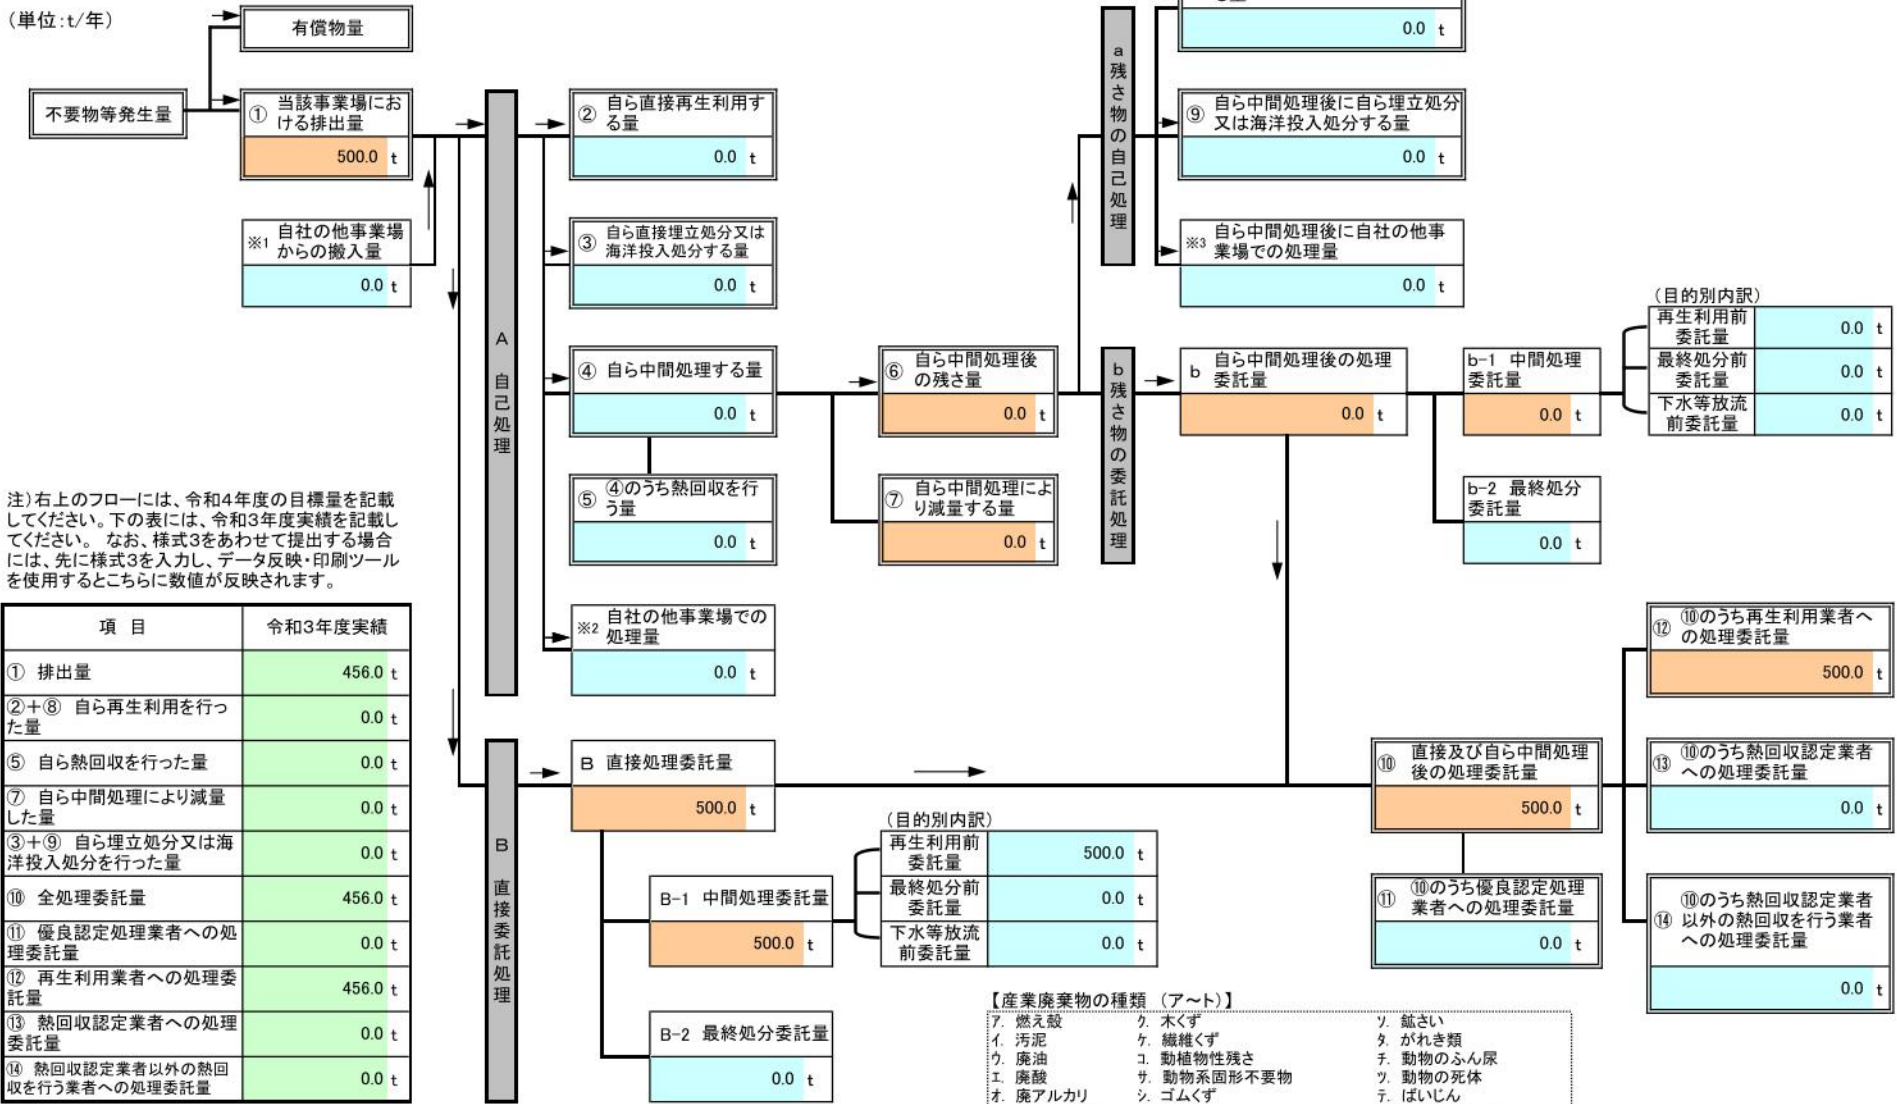 (単位:t/年)
有償物量
不要物等発生量
① 当該事業場にお
ける排出量
500.0 t
※1 自社の他事業場
からの搬入量
0.0 t
A 自己処理
② 自ら直接再生利用す
る量
0.0 t
③ 自ら直接埋立処分又は
海洋投入処分する量
0.0 t
④ 自ら中間処理する量
0.0 t
⑤ ④のうち熱回収を行
う量
0.0 t
※2 自社の他事業場での
処理量
0.0 t
⑥ 自ら中間処理後
の残さ量
0.0 t
⑦ 自ら中間処理によ
り減量する量
0.0 t
a 残さ物の自己処理
0.0 t
⑨ 自ら中間処理後に自ら埋立処分
又は海洋投入処分する量
0.0 t
※3 自ら中間処理後に自社の他事
業場での処理量
0.0 t
b 残さ物の委託処理
b 自ら中間処理後の処理
委託量
0.0 t
b-1 中間処理
委託量
0.0 t
(目的別内訳)
再生利用前
委託量
0.0 t
最終処分前
委託量
0.0 t
下水等放流
前委託量
0.0 t
b-2 最終処分
委託量
0.0 t
注)右上のフローには、令和4年度の目標量を記載
してください。下の表には、令和3年度実績を記載し
てください。 なお、様式3をあわせて提出する場合
には、先に様式3を入力し、データ反映・印刷ツール
を使用するとこちらに数値が反映されます。
項 目 令和3年度実績
① 排出量 456.0 t
②+⑧ 自ら再生利用を行っ
た量 0.0 t
⑤ 自ら熱回収を行った量 0.0 t
⑦ 自ら中間処理により減量
した量 0.0 t
③+⑨ 自ら埋立処分又は海
洋投入処分を行った量 0.0 t
⑩ 全処理委託量 456.0 t
⑪ 優良認定処理業者への処
理委託量 0.0 t
⑫ 再生利用業者への処理委
託量 456.0 t
⑬ 熱回収認定業者への処理
委託量 0.0 t
⑭ 熱回収認定業者以外の熱回
収を行う業者への処理委託量 0.0 t
B 直接委託処理
B 直接処理委託量
500.0 t
B-1 中間処理委託量
500.0 t
(目的別内訳)
再生利用前
委託量
500.0 t
最終処分前
委託量
0.0 t
下水等放流
前委託量
0.0 t
B-2 最終処分委託量
0.0 t
⑩ 直接及び自ら中間処理
後の処理委託量
500.0 t
⑪ ⑩のうち優良認定処理
業者への処理委託量
0.0 t
⑫ ⑩のうち再生利用業者へ
の処理委託量
500.0 t
⑬ ⑩のうち熱回収認定業者
への処理委託量
0.0 t
⑭ ⑩のうち熱回収認定業者
以外の熱回収を行う業者
への処理委託量
0.0 t
【産業廃棄物の種類 (ア～ト)】
ア. 燃え殻 ク. 木くず ソ. 鉱さい
イ. 汚泥 ケ. 繊維くず タ. がれき類
ウ. 廃油 コ. 動植物性残さ チ. 動物のふん尿
エ. 廃酸 サ. 動物系固形不要物 ツ. 動物の死体
オ. 廃アルカリ シ. ゴムくず テ. ばいじん